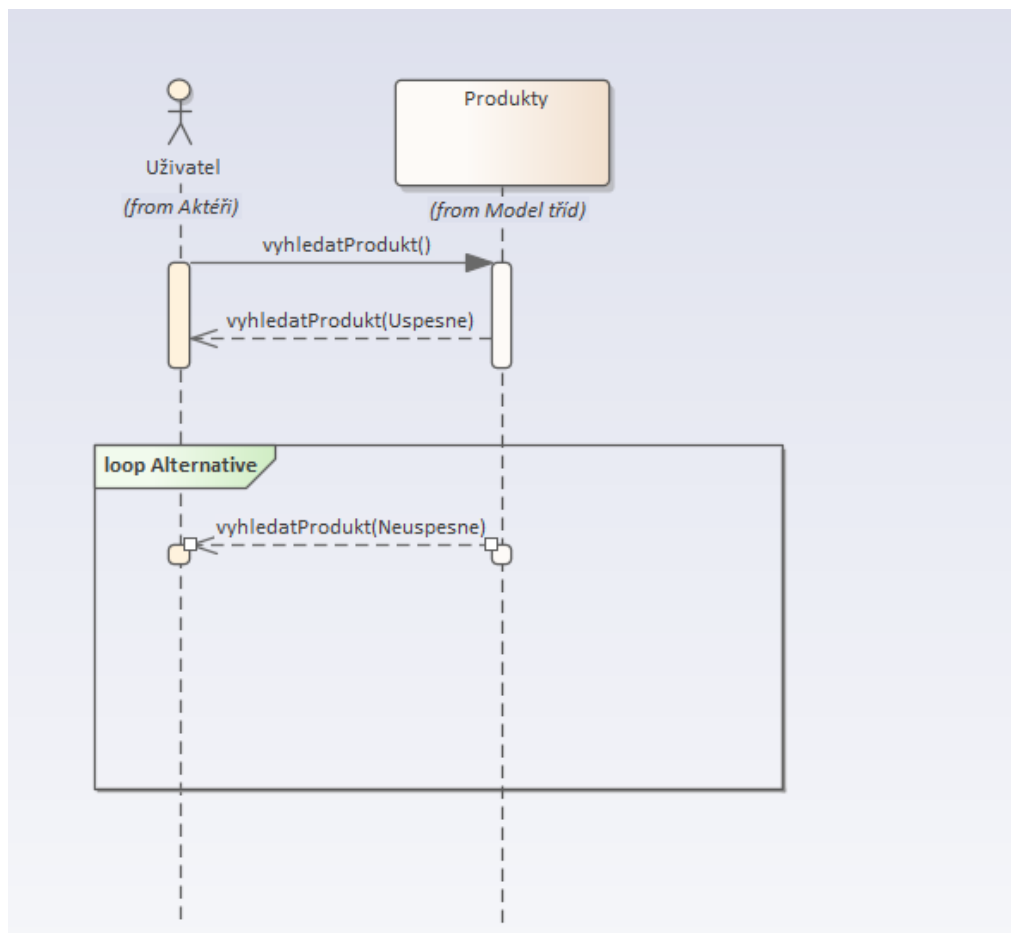 Produkty
Uživatel
(from Aktéři)
(from Model tříd)
vyhledatProdukt()
vyhledatProdukt(Uspesne)
loop Alternative
vyhledatProdukt(Neuspesne)